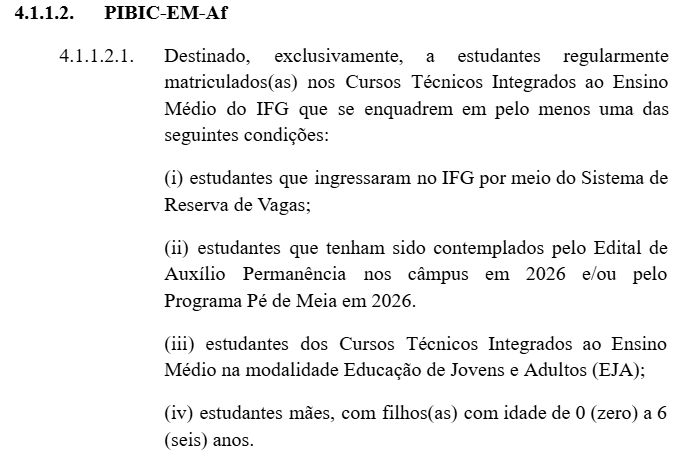 4.1.1.2. PIBIC-EM-Af
4.1.1.2.1. Destinado, exclusivamente, a estudantes regularmente
matriculados(as) nos Cursos Técnicos Integrados ao Ensino
Médio do IFG que se enquadrem em pelo menos uma das
seguintes condições:
(i) estudantes que ingressaram no IFG por meio do Sistema de
Reserva de Vagas;
(ii) estudantes que tenham sido contemplados pelo Edital de
Auxílio Permanência nos câmpus em 2026 e/ou pelo
Programa Pé de Meia em 2026.
(iii) estudantes dos Cursos Técnicos Integrados ao Ensino
Médio na modalidade Educação de Jovens e Adultos (EJA);
(iv) estudantes mães, com filhos(as) com idade de 0 (zero) a 6
(seis) anos.